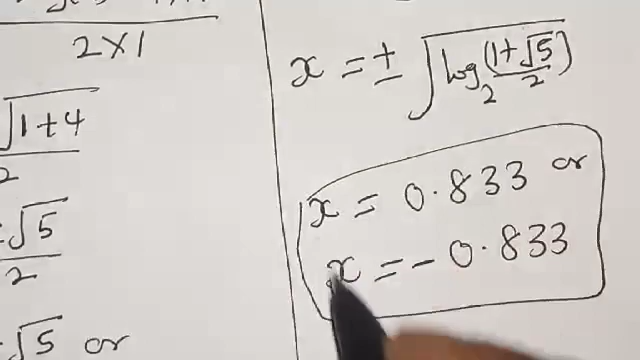 2×1
√1+4
2
√5
2
√5 or
x = ± √log₂(1+√5)/2
x = 0.833 or
x = - 0.833